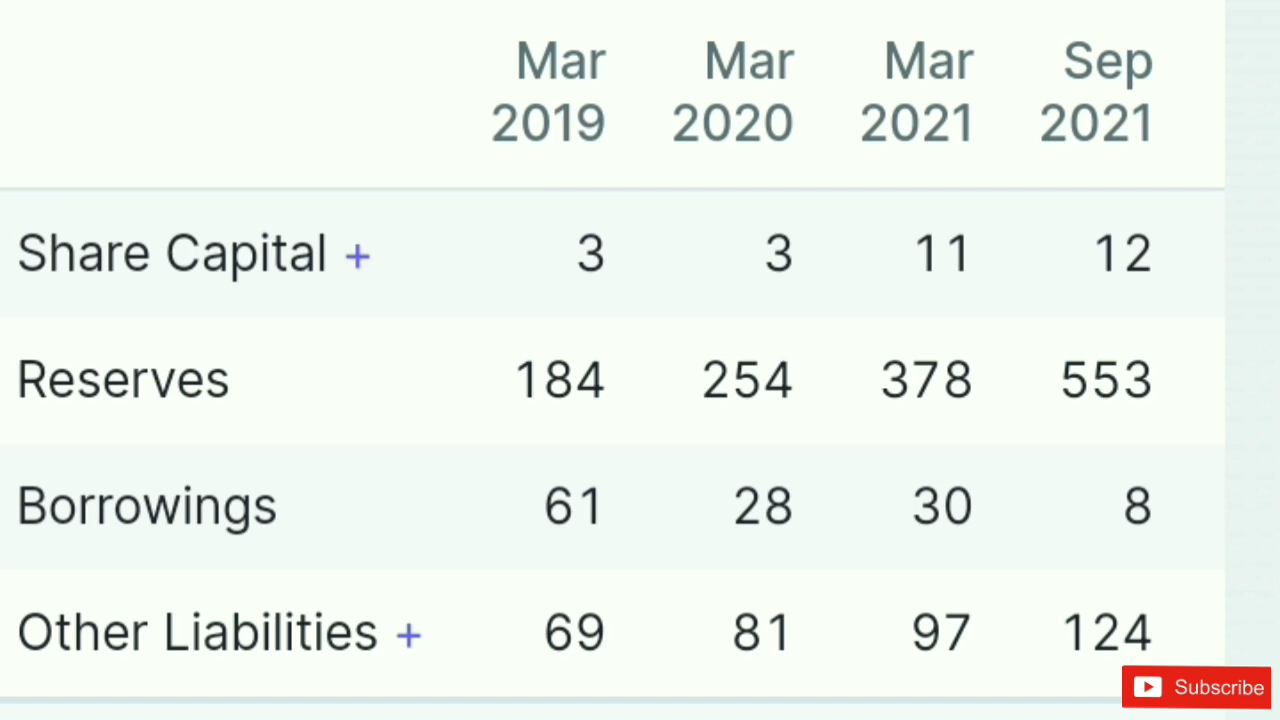 Mar Mar Mar Sep
2019 2020 2021 2021
Share Capital + 3 3 11 12
Reserves 184 254 378 553
Borrowings 61 28 30 8
Other Liabilities + 69 81 97 124
Subscribe